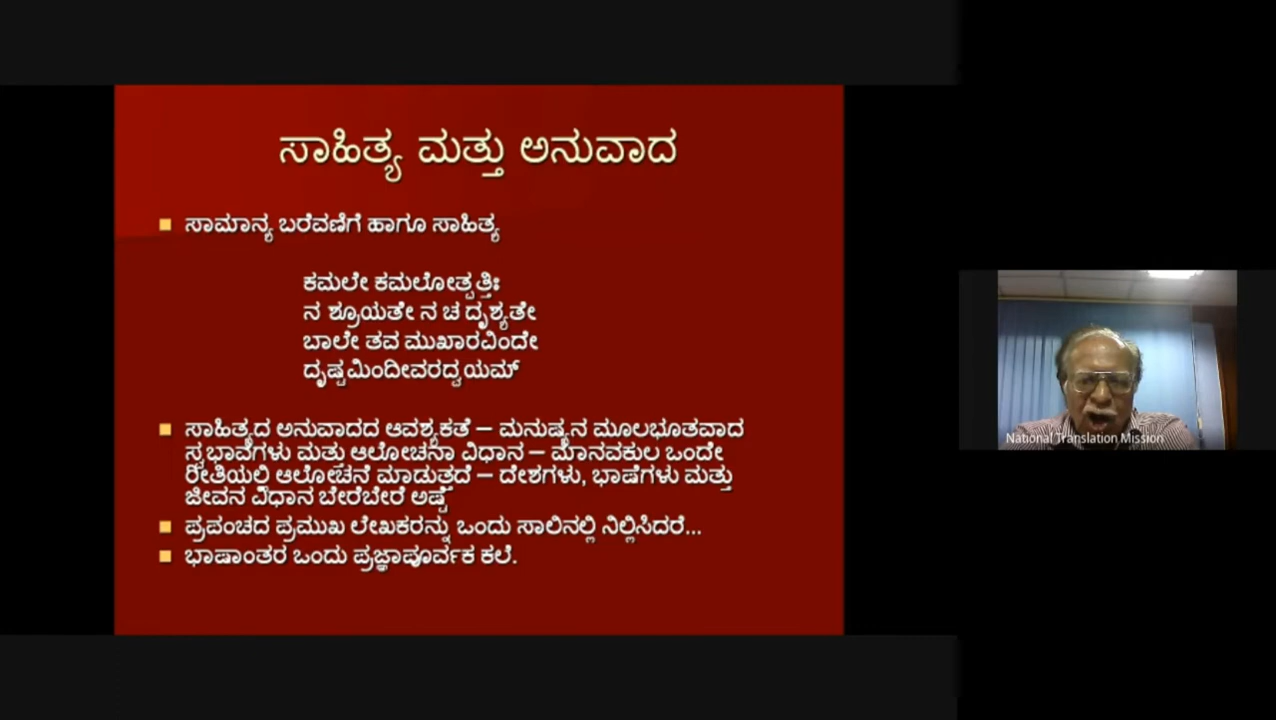 ಸಾಹಿತ್ಯ ಮತ್ತು ಅನುವಾದ
ಸಾಮಾನ್ಯ ಬರೆವಣಿಗೆ ಹಾಗೂ ಸಾಹಿತ್ಯ
ಕಮಲೇ ಕಮಲೋತ್ಪತ್ತಿಃ
ನ ಶ್ರೂಯತೇ ನ ಚ ದೃಶ್ಯತೇ
ಬಾಲೇ ತವ ಮುಖಾರವಿಂದೇ
ದೃಷ್ಟಮಿಂದೀವರದ್ವಯಮ್
ಸಾಹಿತ್ಯದ ಅನುವಾದದ ಆವಶ್ಯಕತೆ – ಮನುಷ್ಯನ ಮೂಲಭೂತವಾದ
ಸ್ವಭಾವಗಳು ಮತ್ತು ಆಲೋಚನಾ ವಿಧಾನ – ಮಾನವಕುಲ ಒಂದೇ
ರೀತಿಯಲ್ಲಿ ಆಲೋಚನೆ ಮಾಡುತ್ತದೆ – ದೇಶಗಳು, ಭಾಷೆಗಳು ಮತ್ತು
ಜೀವನ ವಿಧಾನ ಬೇರೆಬೇರೆ ಅಷ್ಟೆ
ಪ್ರಪಂಚದ ಪ್ರಮುಖ ಲೇಖಕರನ್ನು ಒಂದು ಸಾಲಿನಲ್ಲಿ ನಿಲ್ಲಿಸಿದರೆ...
ಭಾಷಾಂತರ ಒಂದು ಪ್ರಜ್ಞಾಪೂರ್ವಕ ಕಲೆ.
National Translation Mission